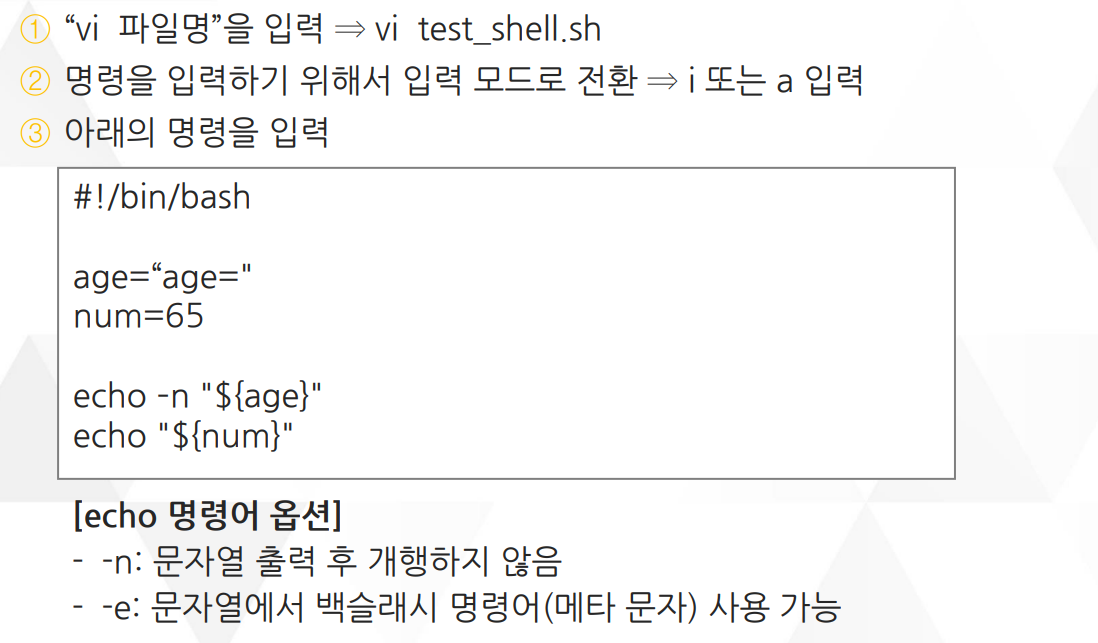 ① “vi 파일명”을 입력 ⇒ vi test_shell.sh
② 명령을 입력하기 위해서 입력 모드로 전환 ⇒ i 또는 a 입력
③ 아래의 명령을 입력
#!/bin/bash
age=“age="
num=65
echo -n "${age}"
echo "${num}"
[echo 명령어 옵션]
- -n: 문자열 출력 후 개행하지 않음
- -e: 문자열에서 백슬래시 명령어(메타 문자) 사용 가능